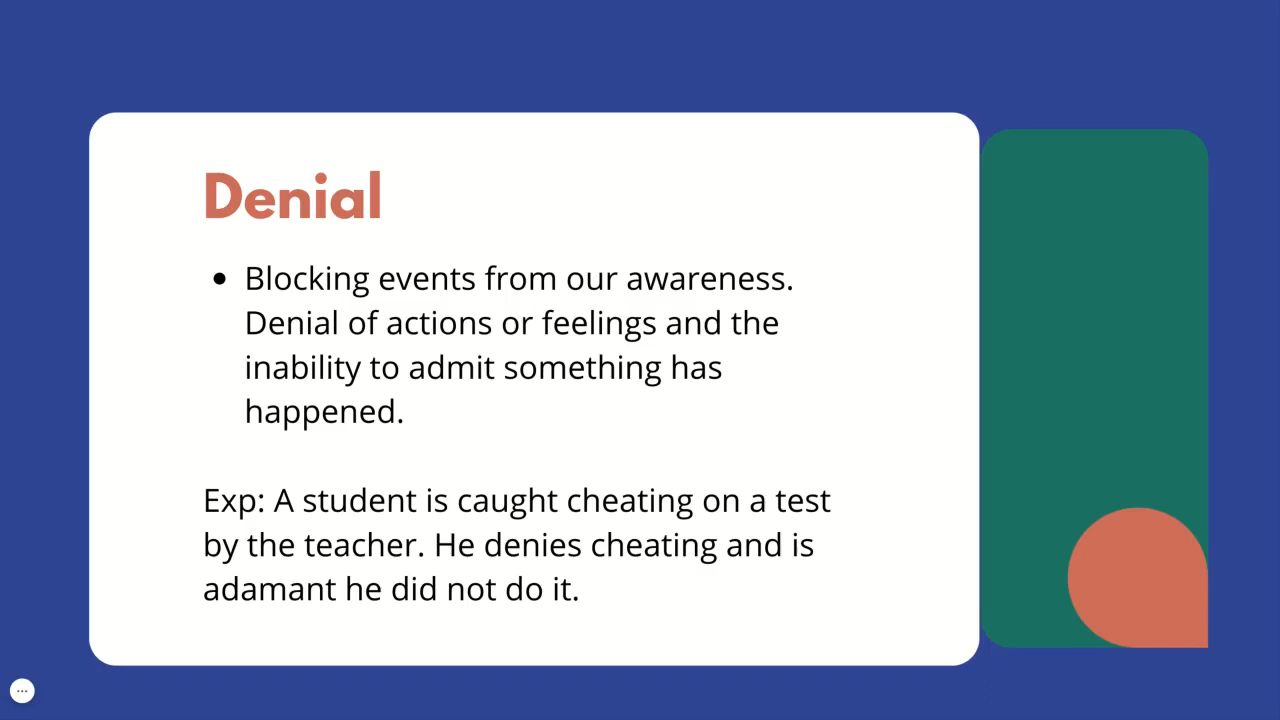 Denial
• Blocking events from our awareness.
Denial of actions or feelings and the
inability to admit something has
happened.
Exp: A student is caught cheating on a test
by the teacher. He denies cheating and is
adamant he did not do it.